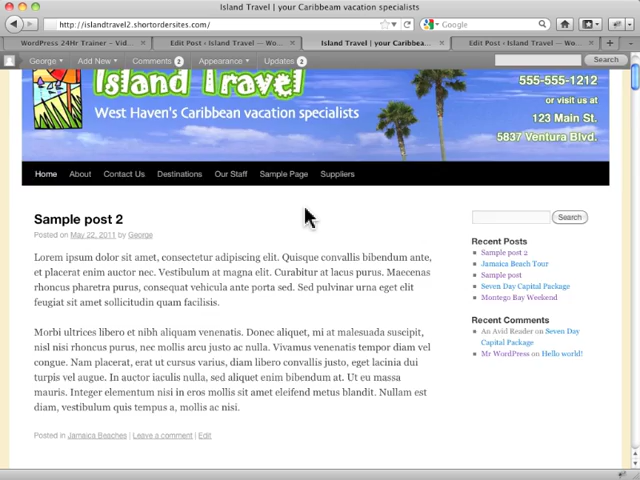 Island Travel | your Caribbean vacation specialists
http://islandtravel2.shortordersites.com/
Google
WordPress 24Hr Trainer - Vid...
Edit Post ‹ Island Travel — Wo...
Island Travel | your Caribbea...
Edit Post ‹ Island Travel — Wo...
George
Add New
Comments 2
Appearance
Updates 2
Search
Island Travel
West Haven's Caribbean vacation specialists
555-555-1212
or visit us at
123 Main St.
5837 Ventura Blvd.
Home
About
Contact Us
Destinations
Our Staff
Sample Page
Suppliers
Sample post 2
Posted on May 22, 2011 by George
Lorem ipsum dolor sit amet, consectetur adipiscing elit. Quisque convallis bibendum ante,
et placerat enim auctor nec. Vestibulum at magna elit. Curabitur at lacus purus. Maecenas
rhoncus pharetra purus, consequat vehicula ante porta sed. Sed pulvinar urna eget elit
feugiat sit amet sollicitudin quam facilisis.
Morbi ultrices libero et nibh aliquam venenatis. Donec aliquet, mi at malesuada suscipit,
nisl nisi rhoncus purus, nec mollis arcu justo ac nulla. Vivamus venenatis bibendum diam vel
congue. Nam placerat, erat ut cursus varius, diam libero convallis justo, eget lacinia dui
turpis vel augue. In auctor iaculis nulla, sed aliquet enim bibendum at. Ut eu massa
mauris. Integer elementum nisi in eros mollis sit amet eleifend metus blandit. Nullam est
diam, vestibulum quis tempus a, mollis ac nisi.
Posted in Jamaica Beaches | Leave a comment | Edit
Search
Recent Posts
Sample post 2
Jamaica Beach Tour
Sample post
Seven Day Capital Package
Montego Bay Weekend
Recent Comments
An Avid Reader on Seven
Day Capital Package
Mr WordPress on Hello world!